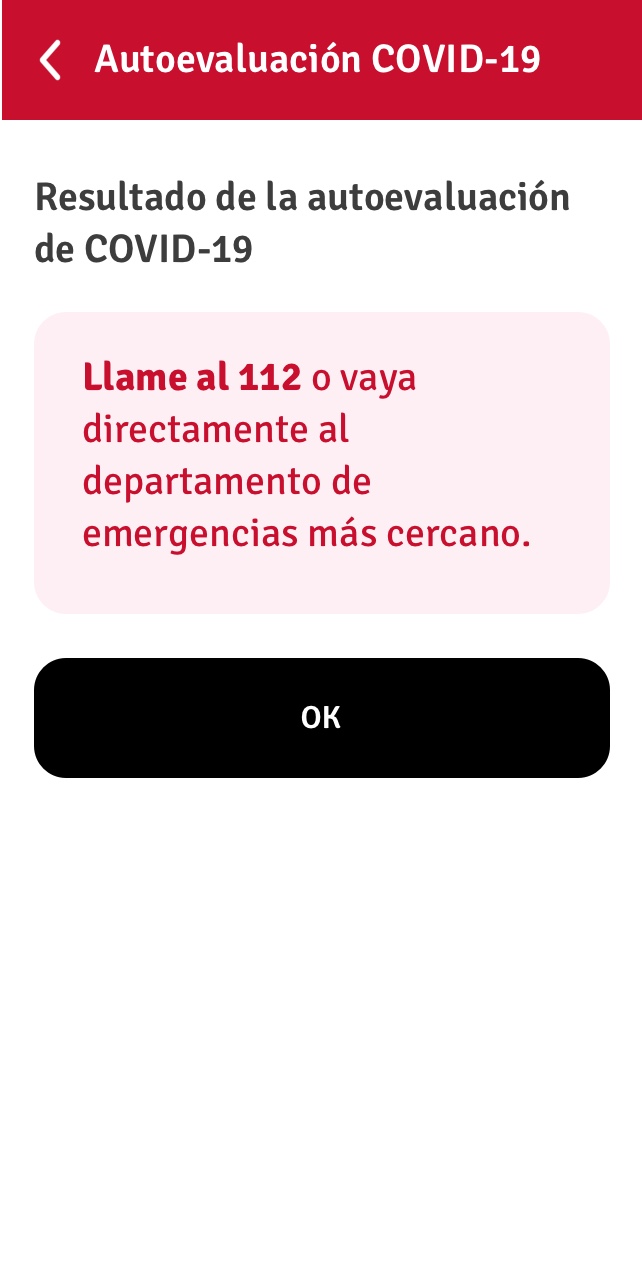 Autoevaluación COVID-19
Resultado de la autoevaluación
de COVID-19
Llame al 112 o vaya
directamente al
departamento de
emergencias más cercano.
OK